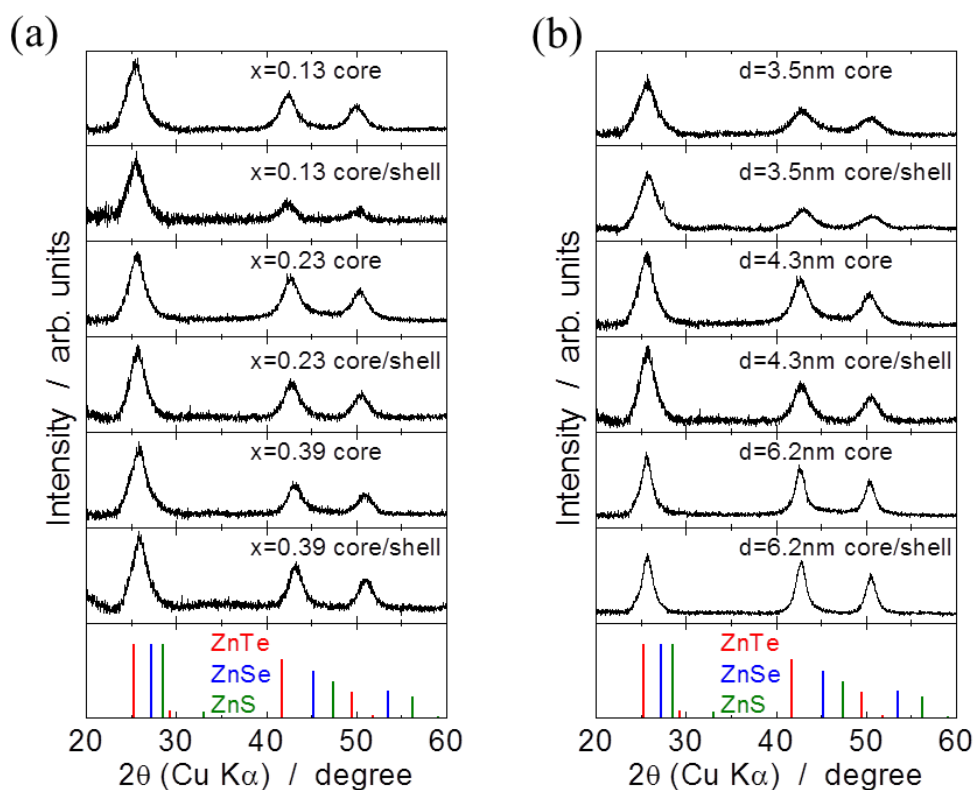 (a)
x=0.13 core
x=0.13 core/shell
x=0.23 core
x=0.23 core/shell
x=0.39 core
x=0.39 core/shell
ZnTe
ZnSe
ZnS
Intensity / arb. units
20 30 40 50 60
2θ (Cu Kα) / degree
(b)
d=3.5nm core
d=3.5nm core/shell
d=4.3nm core
d=4.3nm core/shell
d=6.2nm core
d=6.2nm core/shell
ZnTe
ZnSe
ZnS
Intensity / arb. units
20 30 40 50 60
2θ (Cu Kα) / degree